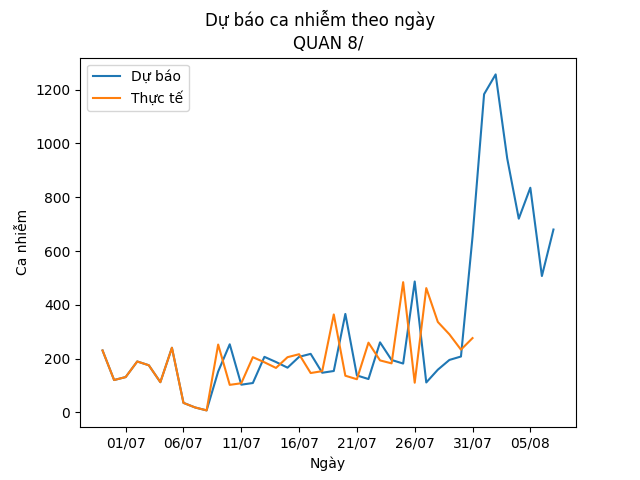 Dự báo ca nhiễm theo ngày
QUAN 8/
Dự báo
Thực tế
Ca nhiễm
1200
1000
800
600
400
200
0
01/07 06/07 11/07 16/07 21/07 26/07 31/07 05/08
Ngày